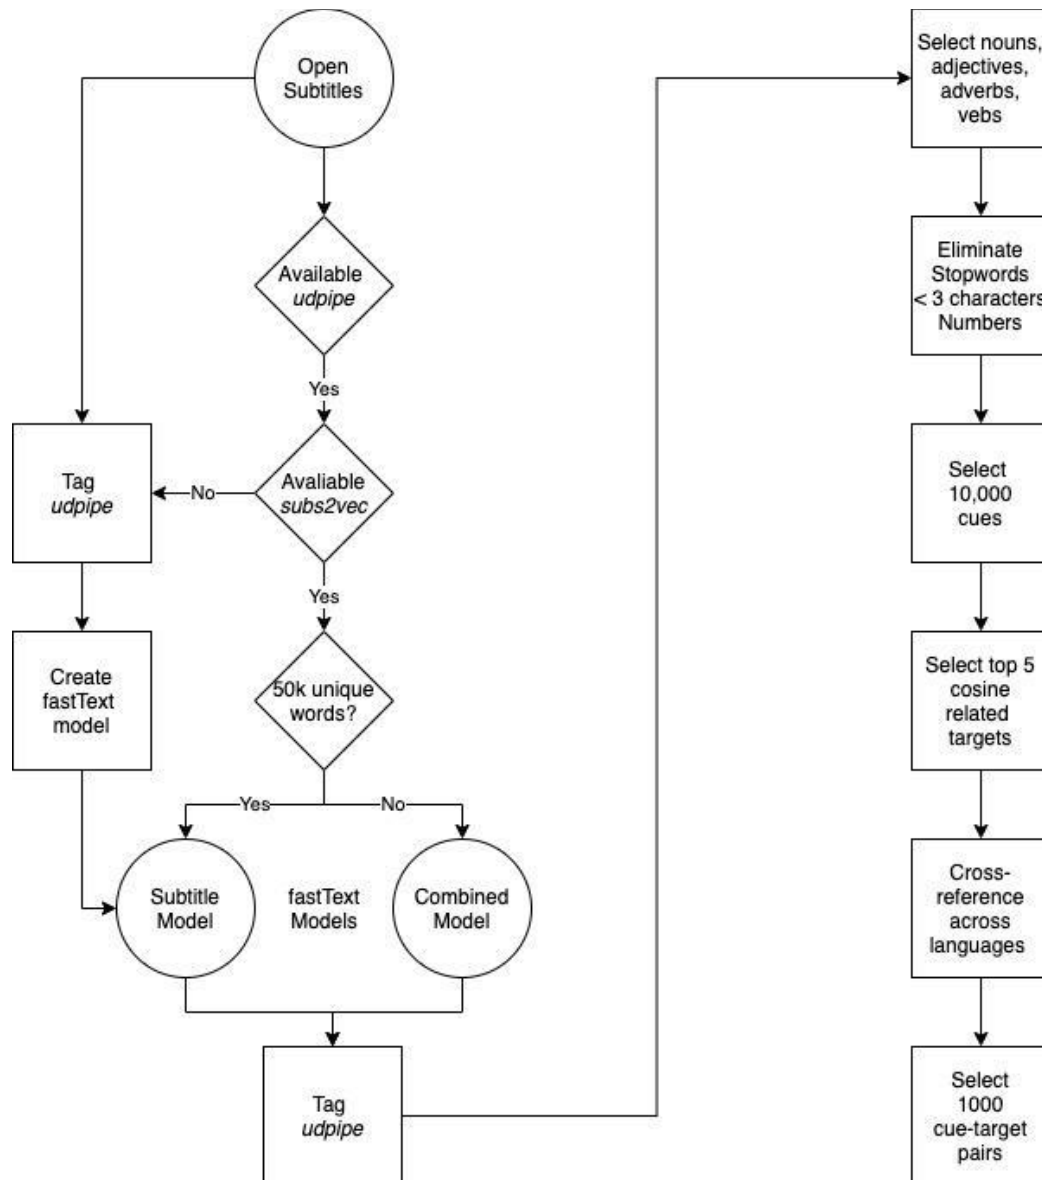 Open
Subtitles
Available
udpipe
Yes
Avaliable
subs2vec
No
Tag
udpipe
Yes
Create
fastText
model
50k unique
words?
Yes
No
Subtitle
Model
fastText
Models
Combined
Model
Tag
udpipe
Select nouns,
adjectives,
adverbs,
vebs
Eliminate
Stopwords
< 3 characters
Numbers
Select
10,000
cues
Select top 5
cosine
related
targets
Cross-
reference
across
languages
Select
1000
cue-target
pairs